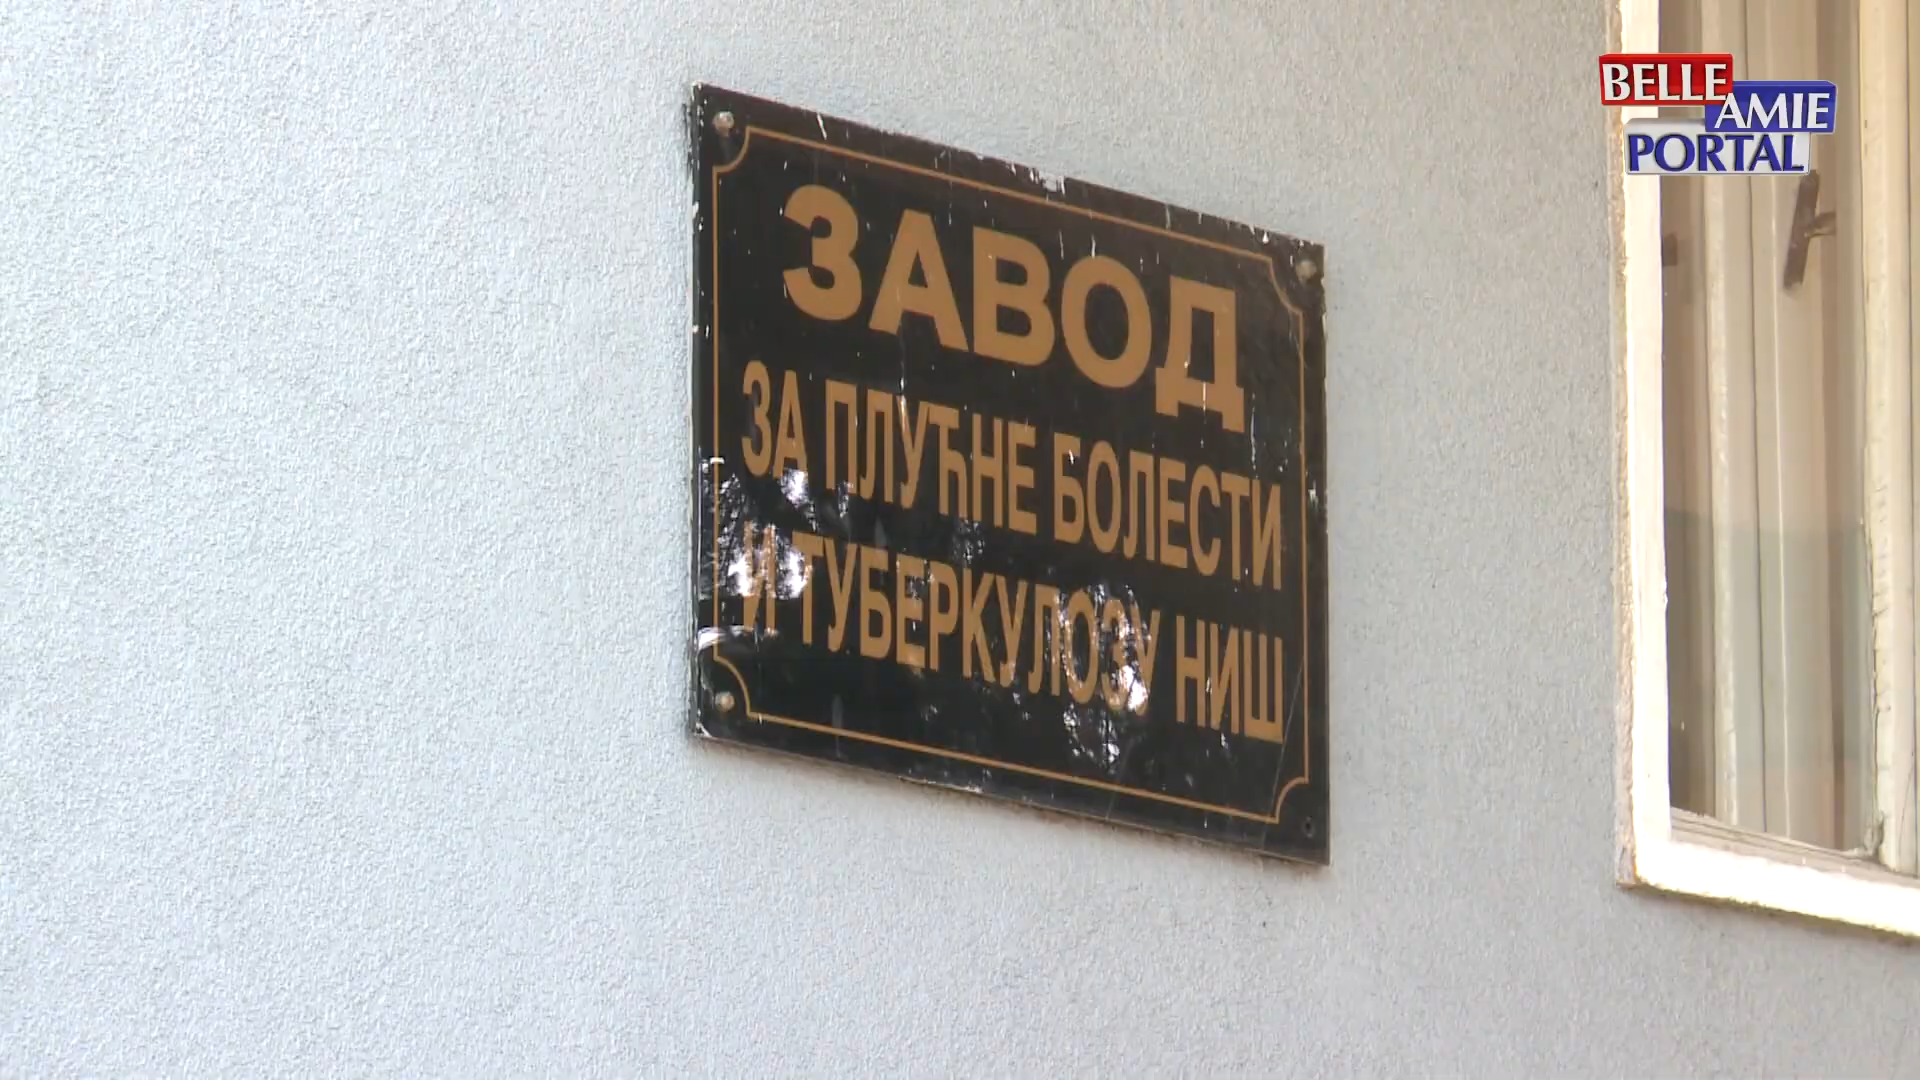 ЗАВОД
ЗА ПЛУЋНЕ БОЛЕСТИ
И ТУБЕРКУЛОЗУ НИШ
BELLE
AMIE
PORTAL